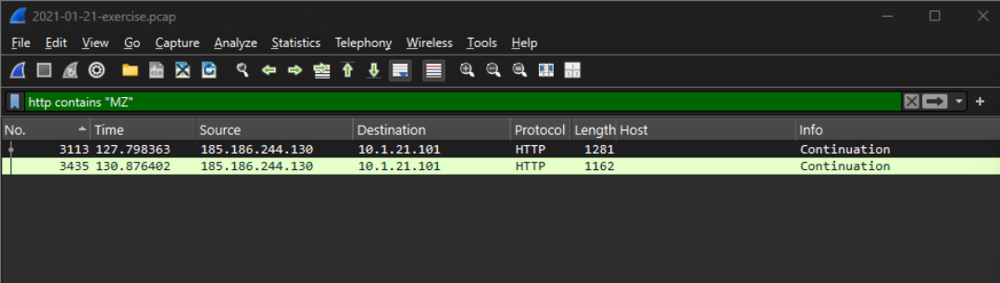 2021-01-21-exercise.pcap
File Edit View Go Capture Analyze Statistics Telephony Wireless Tools Help
http contains "MZ"
No. Time Source Destination Protocol Length Host Info
3113 127.798363 185.186.244.130 10.1.21.101 HTTP 1281 Continuation
3435 130.876402 185.186.244.130 10.1.21.101 HTTP 1162 Continuation